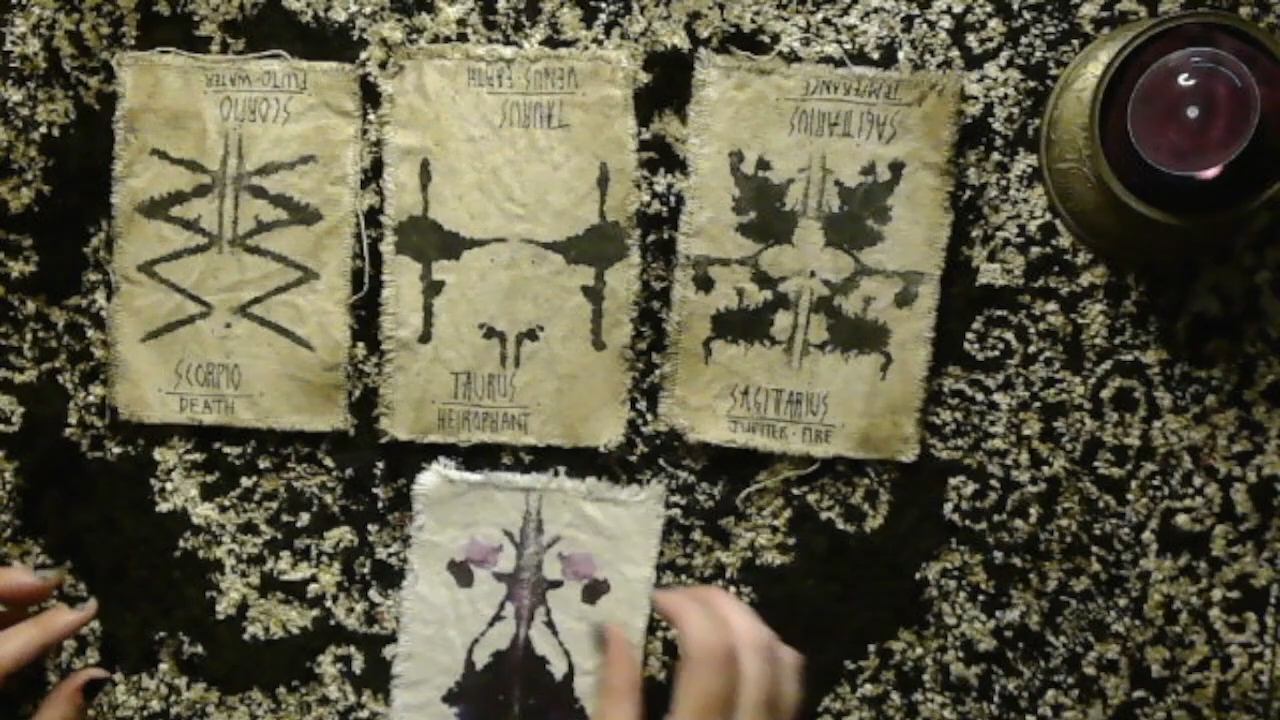 PLUTO·WATER
SCORPIO
SCORPIO
DEATH
VENUS EARTH
TAURUS
TAURUS
HEIROPHANT
TEMPERANCE
SAGITTARIUS
SAGITTARIUS
JUPITER·FIRE